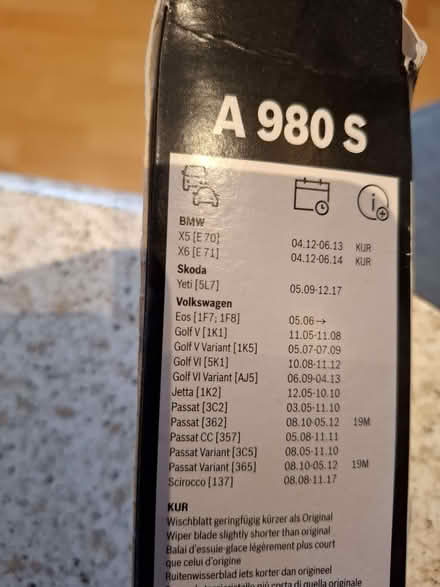 A 980 S
BMW
X5 [E 70] 04.12-06.13 KUR
X6 [E 71] 04.12-06.14 KUR
Skoda
Yeti [5L7] 05.09-12.17
Volkswagen
Eos [1F7; 1F8] 05.06 →
Golf V [1K1] 11.05-11.08
Golf V Variant [1K5] 05.07-07.09
Golf VI [5K1] 10.08-11.12
Golf VI Variant [AJ5] 06.09-04.13
Jetta [1K2] 12.05-10.10
Passat [3C2] 03.05-11.10
Passat [362] 08.10-05.12 19M
Passat CC [357] 05.08-11.11
Passat Variant [3C5] 08.05-11.10
Passat Variant [365] 08.10-05.12 19M
Scirocco [137] 08.08-11.17
KUR
Wischblatt geringfügig kürzer als Original
Wiper blade slightly shorter than original
Balai d'essuie-glace légèrement plus court
que celui d'origine
Ruitenwisserblad iets korter dan origineel
più corta di quella originale